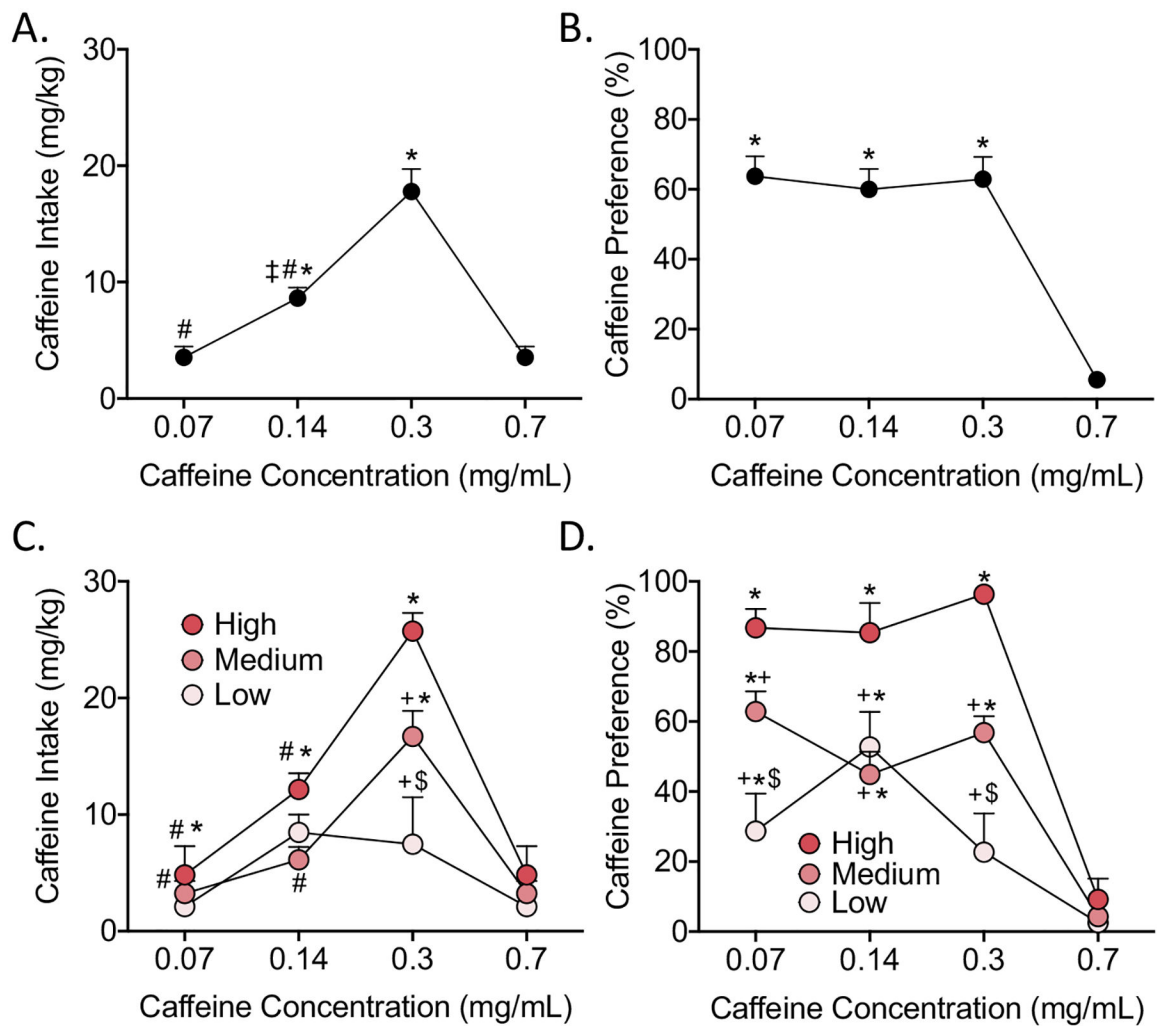 A.
Caffeine Intake (mg/kg)
30
20
10
0
*
‡#*
#
0.07 0.14 0.3 0.7
Caffeine Concentration (mg/mL)
B.
Caffeine Preference (%)
100
80
60
40
20
0
* * *
0.07 0.14 0.3 0.7
Caffeine Concentration (mg/mL)
C.
Caffeine Intake (mg/kg)
30
20
10
0
High
Medium
Low
*
+*
#*
+$
#*
#
#
0.07 0.14 0.3 0.7
Caffeine Concentration (mg/mL)
D.
Caffeine Preference (%)
100
80
60
40
20
0
* * *
*+ +* +*
+*$ +* +$
High
Medium
Low
0.07 0.14 0.3 0.7
Caffeine Concentration (mg/mL)